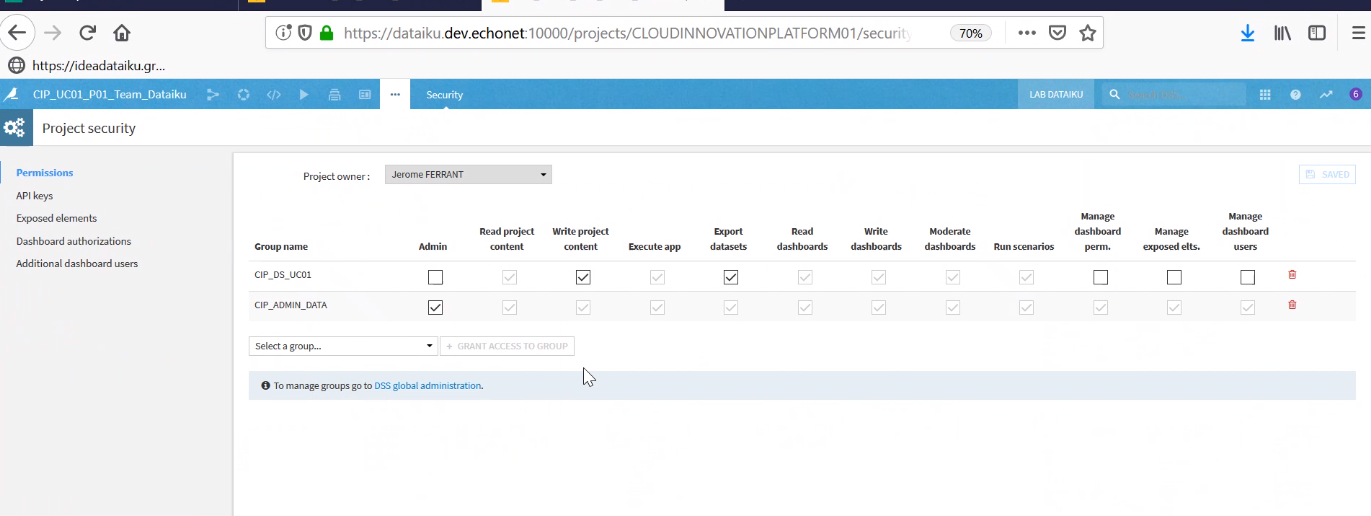 https://dataiku.dev.echonet:10000/projects/CLOUDINNOVATIONPLATFORM01/security 70%
https://ideadataiku.gr...
CIP_UC01_P01_Team_Dataiku ... Security LAB DATAIKU 6
Project security
Permissions
API keys
Exposed elements
Dashboard authorizations
Additional dashboard users
Project owner : Jerome FERRANT SAVED
Group name Admin Read project content Write project content Execute app Export datasets Read dashboards Write dashboards Moderate dashboards Run scenarios Manage dashboard perm. Manage exposed elts. Manage dashboard users
CIP_DS_UC01
CIP_ADMIN_DATA
Select a group... + GRANT ACCESS TO GROUP
To manage groups go to DSS global administration.